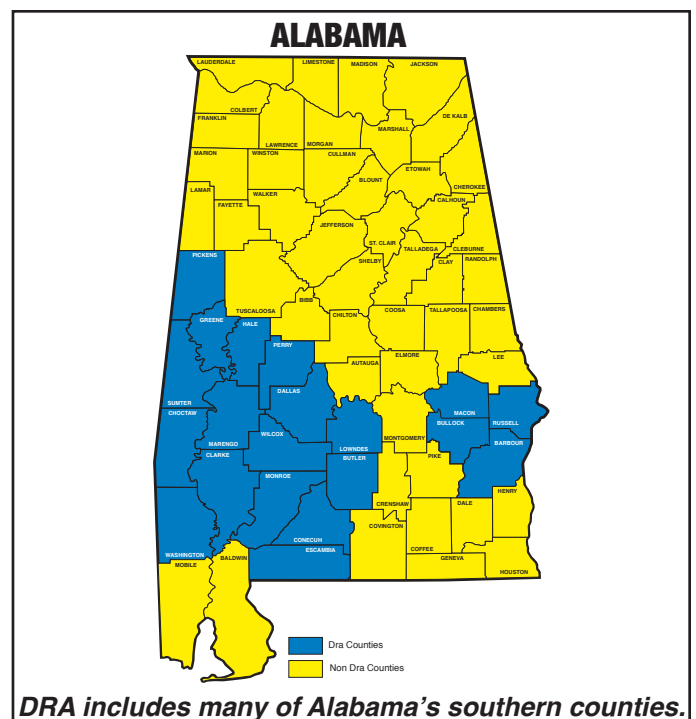 ALABAMA
LAUDERDALE LIMESTONE MADISON JACKSON
COLBERT
FRANKLIN DE KALB
MARSHALL
LAWRENCE MORGAN
MARION WINSTON CULLMAN
ETOWAH
BLOUNT
LAMAR WALKER CHEROKEE
FAYETTE CALHOUN
JEFFERSON
ST. CLAIR TALLADEGA CLEBURNE
PICKENS SHELBY CLAY RANDOLPH
BIBB
TUSCALOOSA COOSA TALLAPOOSA CHAMBERS
GREENE HALE CHILTON
PERRY
ELMORE LEE
AUTAUGA
DALLAS
SUMTER
CHOCTAW MACON
BULLOCK RUSSELL
WILCOX
MARENGO LOWNDES MONTGOMERY BARBOUR
CLARKE BUTLER PIKE
MONROE
HENRY
CRENSHAW DALE
COVINGTON
CONECUH
WASHINGTON ESCAMBIA COFFEE
MOBILE BALDWIN GENEVA
HOUSTON
Dra Counties
Non Dra Counties
DRA includes many of Alabama's southern counties.